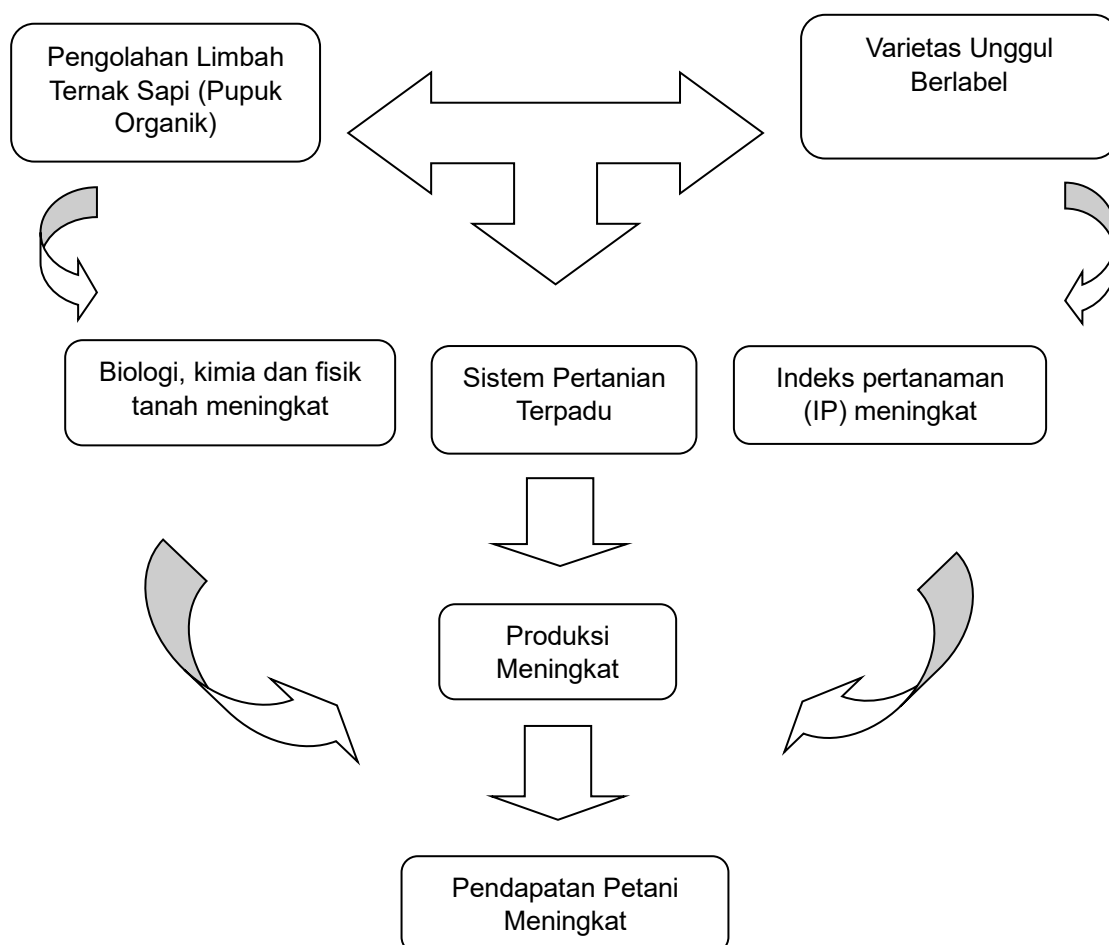 Pengolahan Limbah
Ternak Sapi (Pupuk
Organik)
Varietas Unggul
Berlabel
Biologi, kimia dan fisik
tanah meningkat
Sistem Pertanian
Terpadu
Indeks pertanaman
(IP) meningkat
Produksi
Meningkat
Pendapatan Petani
Meningkat